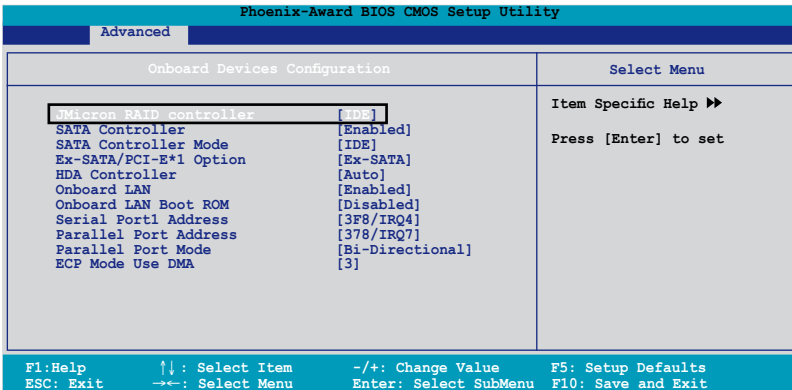 Phoenix-Award BIOS CMOS Setup Utility
Advanced
Onboard Devices Configuration
Select Menu
JMicron RAID controller [IDE]
SATA Controller [Enabled]
SATA Controller Mode [IDE]
Ex-SATA/PCI-E*1 Option [Ex-SATA]
HDA Controller [Auto]
Onboard LAN [Enabled]
Onboard LAN Boot ROM [Disabled]
Serial Port1 Address [3F8/IRQ4]
Parallel Port Address [378/IRQ7]
Parallel Port Mode [Bi-Directional]
ECP Mode Use DMA [3]
Item Specific Help ▶▶
Press [Enter] to set
F1:Help ↑↓ : Select Item -/+: Change Value F5: Setup Defaults
ESC: Exit →←: Select Menu Enter: Select SubMenu F10: Save and Exit